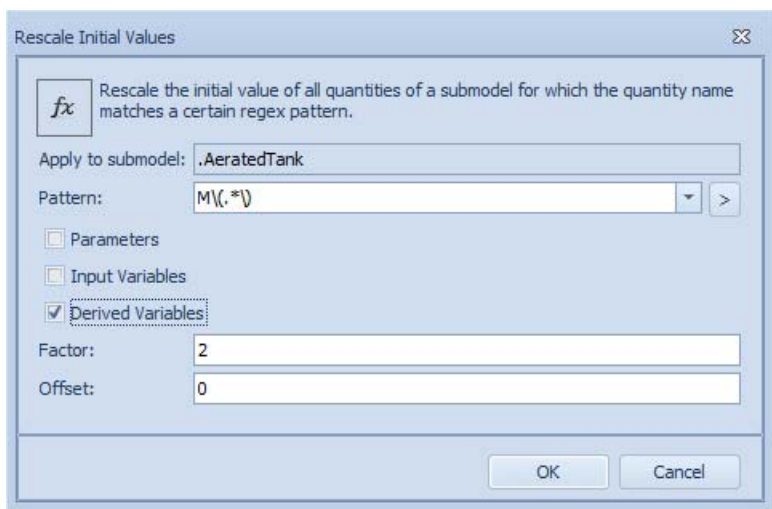 Rescale Initial Values
fx
Rescale the initial value of all quantities of a submodel for which the quantity name
matches a certain regex pattern.
Apply to submodel: .AeratedTank
Pattern: M\(.*\) >
Parameters
Input Variables
Derived Variables
Factor: 2
Offset: 0
OK Cancel